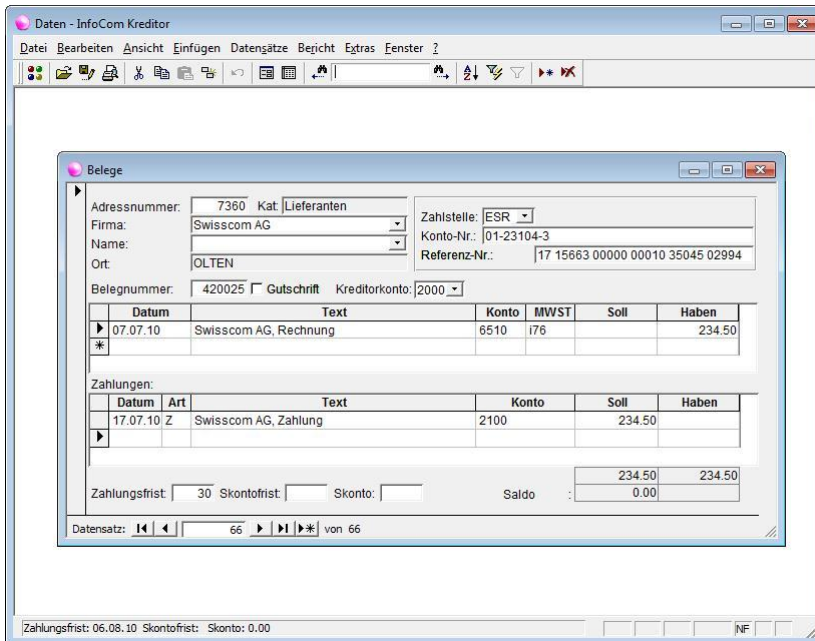 Daten - InfoCom Kreditor
Datei Bearbeiten Ansicht Einfügen Datensätze Bericht Extras Fenster ?
Belege
Adressnummer: 7360 Kat: Lieferanten
Firma: Swisscom AG
Name:
Ort: OLTEN
Zahlstelle: ESR
Konto-Nr.: 01-23104-3
Referenz-Nr.: 17 15663 00000 00010 35045 02994
Belegnummer: 420025 Gutschrift Kreditorkonto: 2000
Datum Text Konto MWST Soll Haben
07.07.10 Swisscom AG, Rechnung 6510 i76 234.50
Zahlungen:
Datum Art Text Konto Soll Haben
17.07.10 Z Swisscom AG, Zahlung 2100 234.50
234.50 234.50
Zahlungsfrist: 30 Skontofrist: Skonto: Saldo : 0.00
Datensatz: 66 von 66
Zahlungsfrist: 06.08.10 Skontofrist: Skonto: 0.00 NF